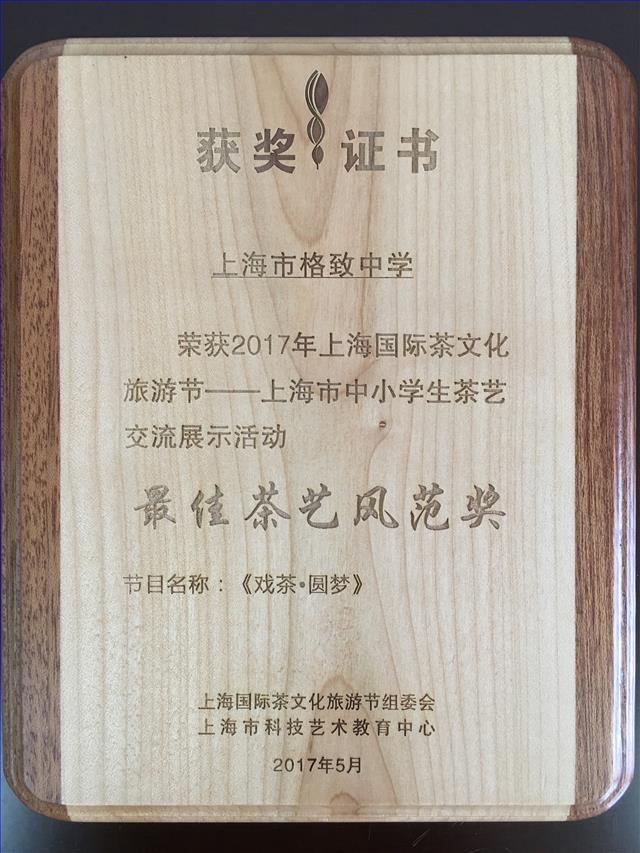 获奖证书
上海市格致中学
荣获2017年上海国际茶文化
旅游节——上海市中小学生茶艺
交流展示活动
最佳茶艺风范奖
节目名称：《戏茶•圆梦》
上海国际茶文化旅游节组委会
上海市科技艺术教育中心
2017年5月